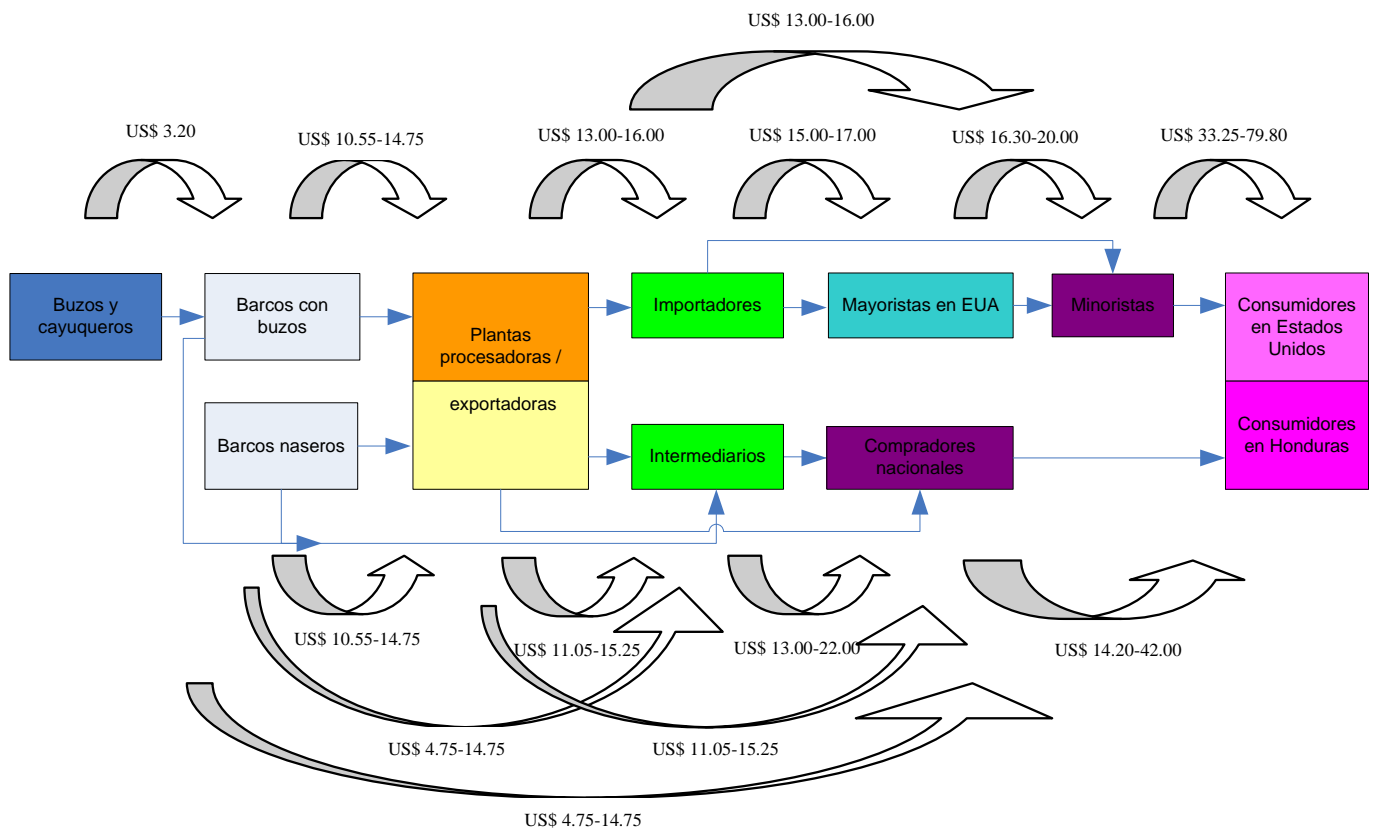 US$ 13.00-16.00
US$ 3.20
US$ 10.55-14.75
US$ 13.00-16.00
US$ 15.00-17.00
US$ 16.30-20.00
US$ 33.25-79.80
Buzos y
cayuqueros
Barcos con
buzos
Plantas
procesadoras /
exportadoras
Importadores
Mayoristas en EUA
Minoristas
Consumidores
en Estados
Unidos
Barcos naseros
Intermediarios
Compradores
nacionales
Consumidores
en Honduras
US$ 10.55-14.75
US$ 11.05-15.25
US$ 13.00-22.00
US$ 14.20-42.00
US$ 4.75-14.75
US$ 11.05-15.25
US$ 4.75-14.75